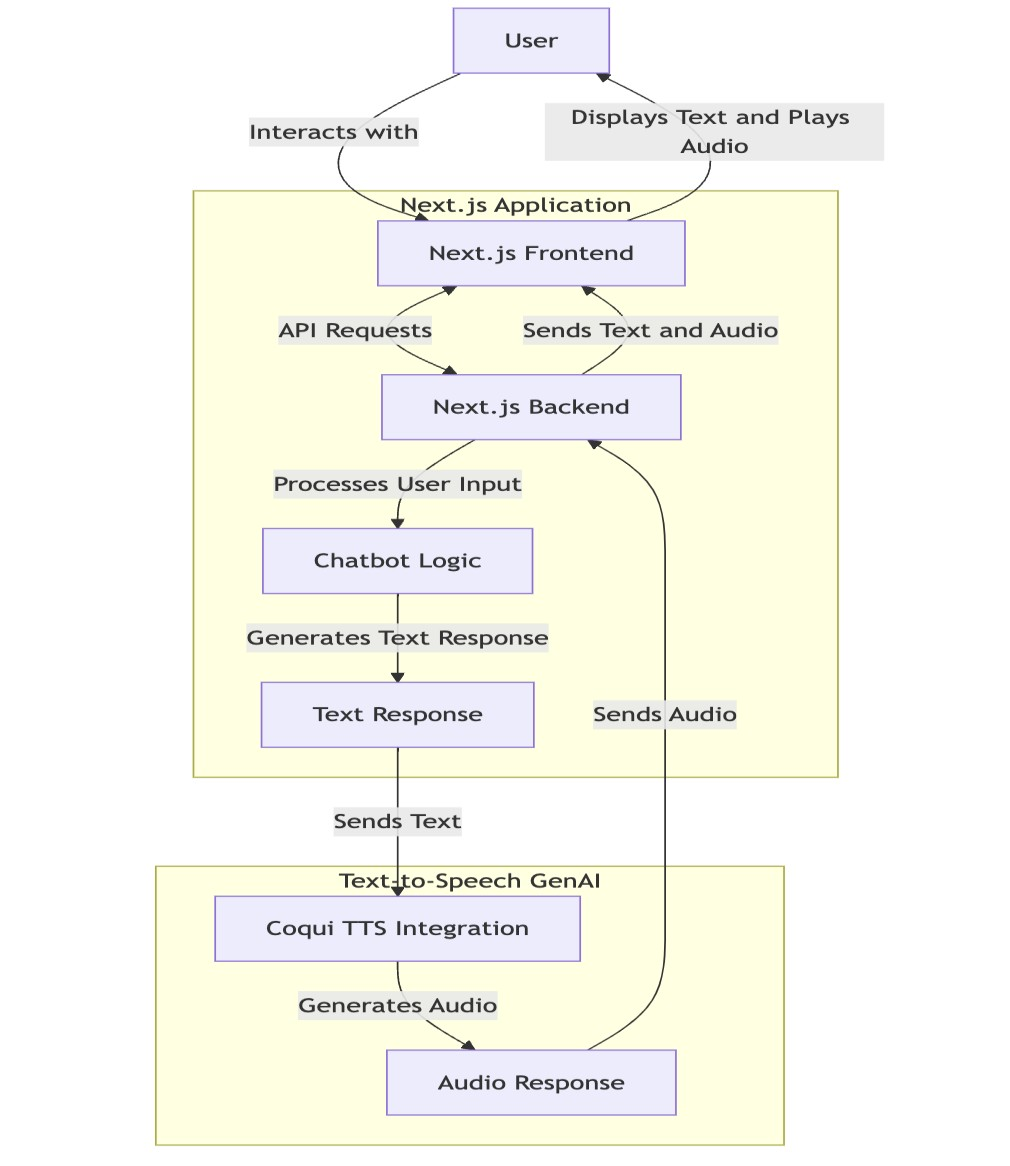 User
Interacts with
Displays Text and Plays
Audio
Next.js Application
Next.js Frontend
API Requests
Sends Text and Audio
Next.js Backend
Processes User Input
Chatbot Logic
Generates Text Response
Text Response
Sends Audio
Sends Text
Text-to-Speech GenAI
Coqui TTS Integration
Generates Audio
Audio Response